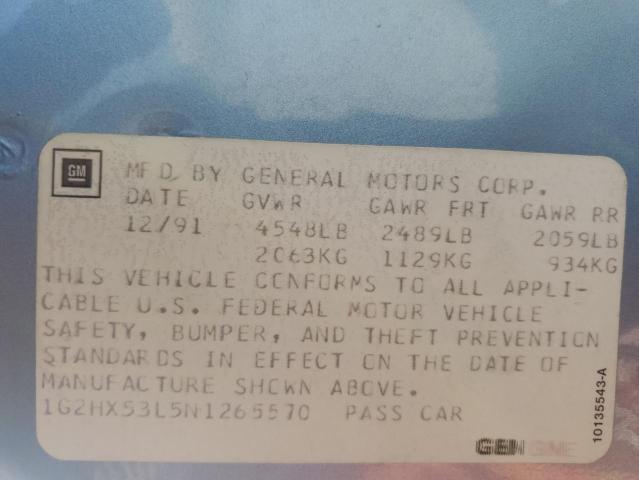 GM
MFD BY GENERAL MOTORS CORP.
DATE GVWR GAWR FRT GAWR RR
12/91 4548LB 2489LB 2059LB
2063KG 1129KG 934KG
THIS VEHICLE CONFORMS TO ALL APPLI-
CABLE U.S. FEDERAL MOTOR VEHICLE
SAFETY, BUMPER, AND THEFT PREVENTION
STANDARDS IN EFFECT ON THE DATE OF
MANUFACTURE SHOWN ABOVE.
1G2HX53L5N1265570 PASS CAR
10135543-A